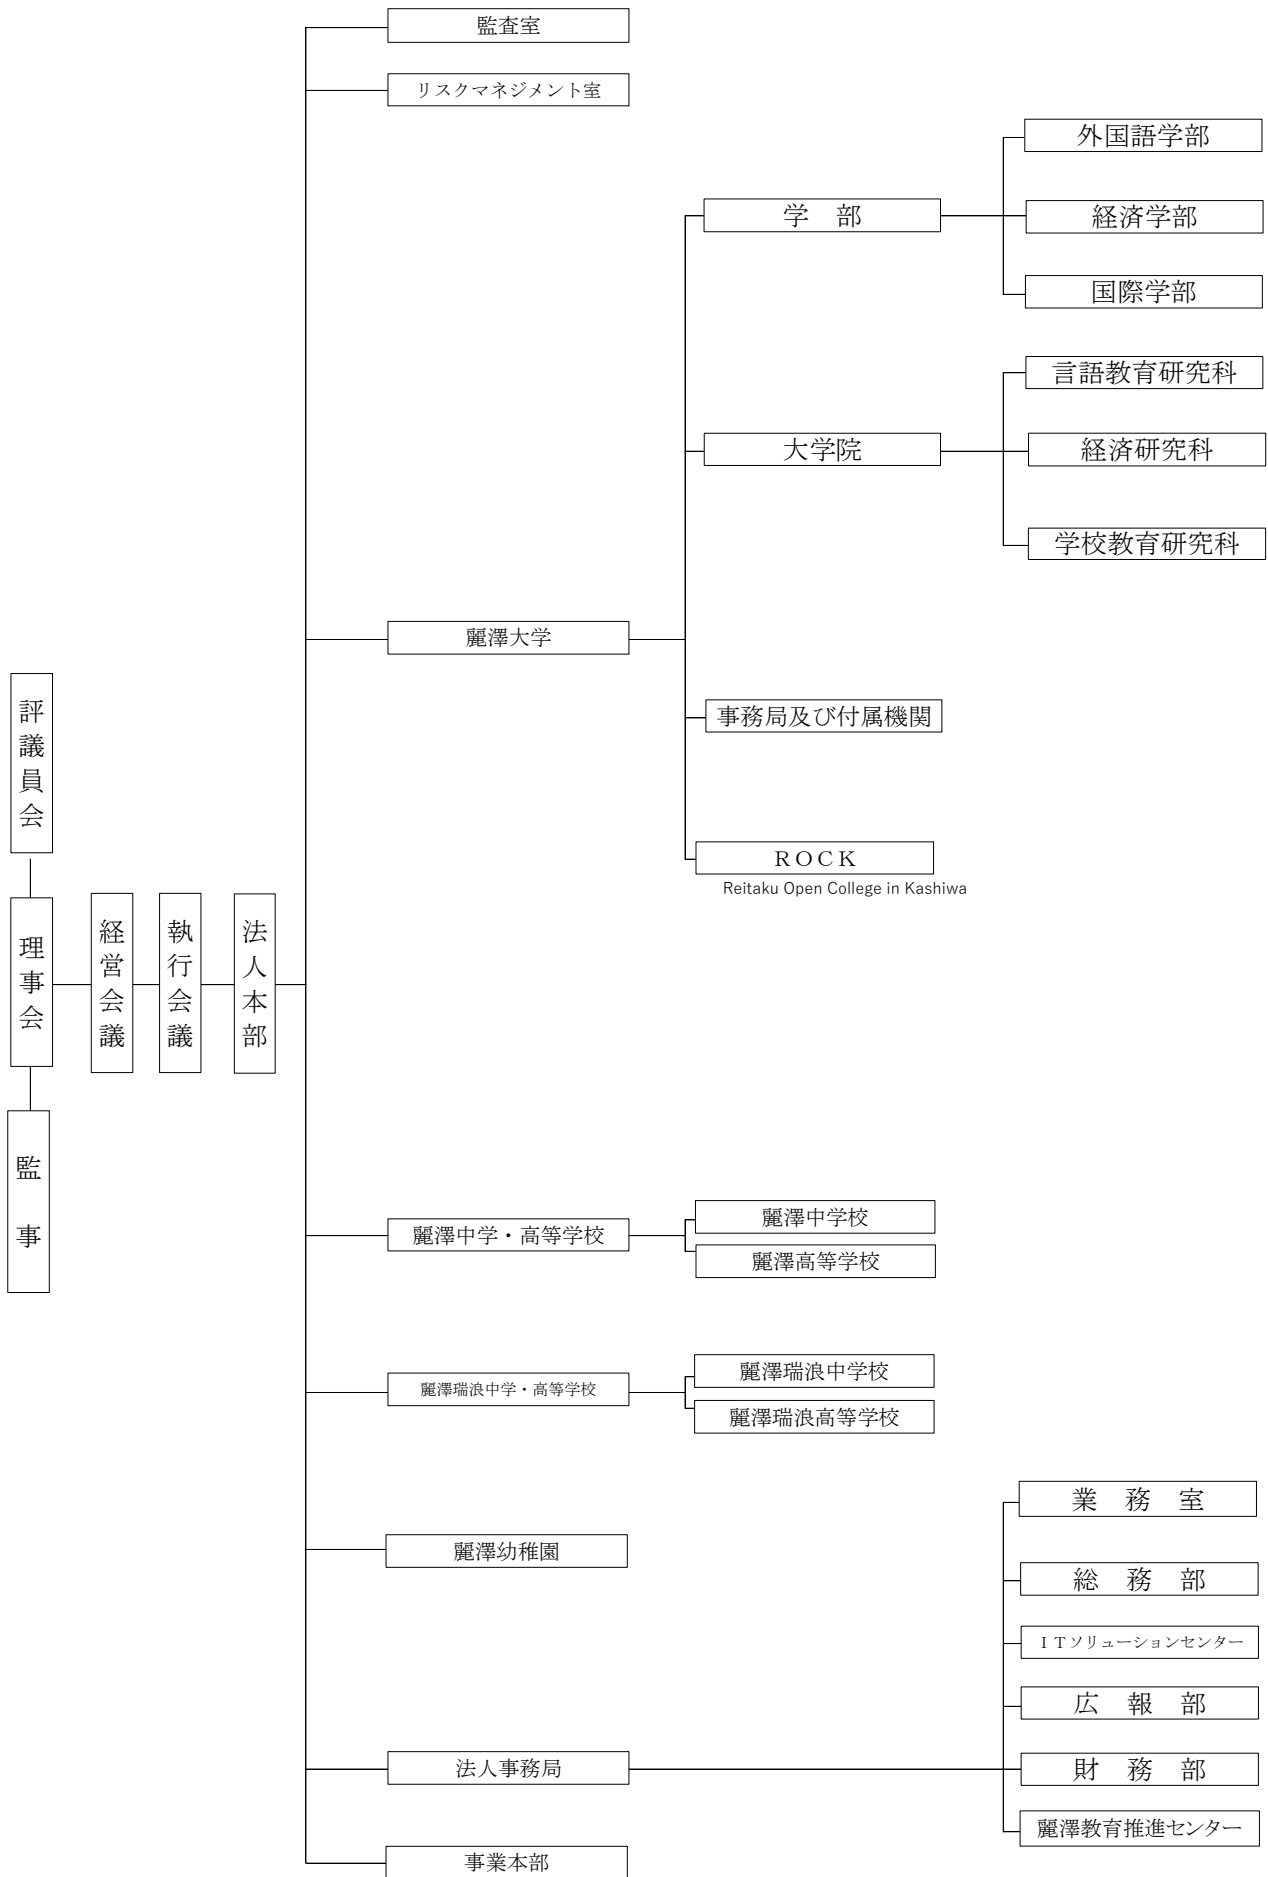 評議員会
理事会
監　事
経営会議
執行会議
法人本部
監査室
リスクマネジメント室
麗澤大学
学　部
外国語学部
経済学部
国際学部
大学院
言語教育研究科
経済研究科
学校教育研究科
事務局及び付属機関
ＲＯＣＫ
Reitaku Open College in Kashiwa
麗澤中学・高等学校
麗澤中学校
麗澤高等学校
麗澤瑞浪中学・高等学校
麗澤瑞浪中学校
麗澤瑞浪高等学校
麗澤幼稚園
法人事務局
業　務　室
総　務　部
ＩＴソリューションセンター
広　報　部
財　務　部
麗澤教育推進センター
事業本部